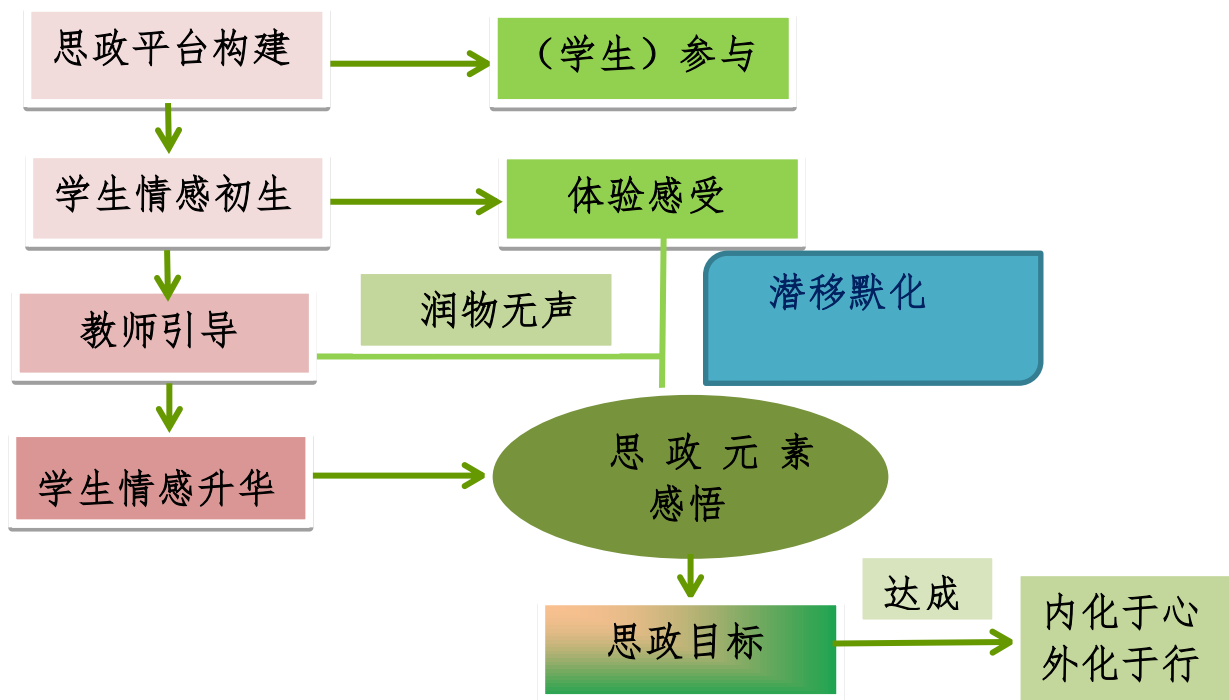 思政平台构建
（学生）参与
学生情感初生
体验感受
潜移默化
润物无声
教师引导
思政元素
感悟
学生情感升华
达成
思政目标
内化于心
外化于行